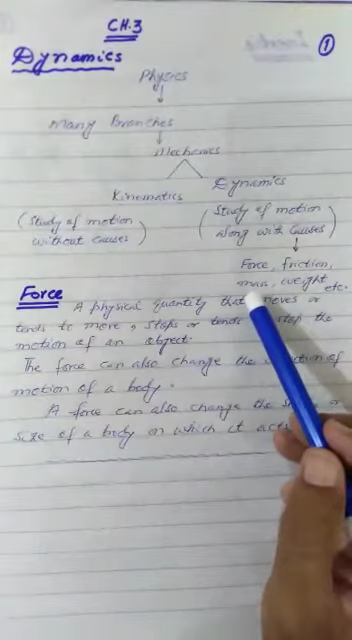 CH.3
①
Dynamics
Physics
Many Branches
Mechanics
Kinematics
Dynamics
(Study of motion without causes)
(Study of motion along with causes)
Force, friction,
mass, weight etc.
Force
A physical quantity that moves or
tends to move, stops or tends stop the
motion of an object.
The force can also change the of
motion of a body.
A force can also change the or
size of a body on which it acts